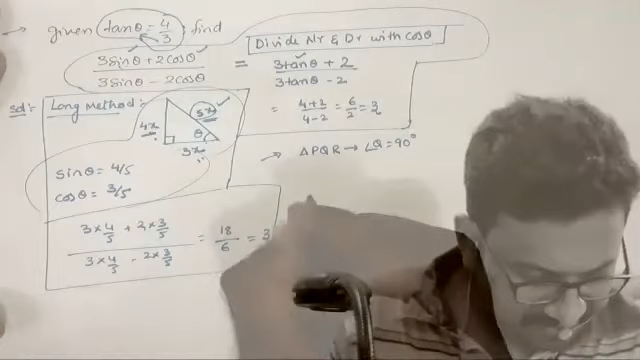 → given tanθ = 4/3, find
3sinθ + 2cosθ / 3sinθ - 2cosθ
Divide Nr & Dr with cosθ
= 3tanθ + 2 / 3tanθ - 2
= 4+2 / 4-2 = 6/2 = 3
Sol:
Long Method:
4x
5x
θ
3x
sinθ = 4/5
cosθ = 3/5
3×4/5 + 2×3/5 / 3×4/5 - 2×3/5 = 18/6 = 3
→ △PQR → ∠Q = 90°